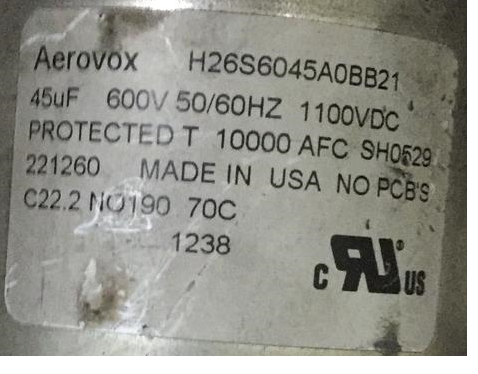 Aerovox H26S6045A0BB21
45uF 600V 50/60HZ 1100VDC
PROTECTED T 10000 AFC SH0529
221260 MADE IN USA NO PCB'S
C22.2 NO190 70C
1238
C RU® US